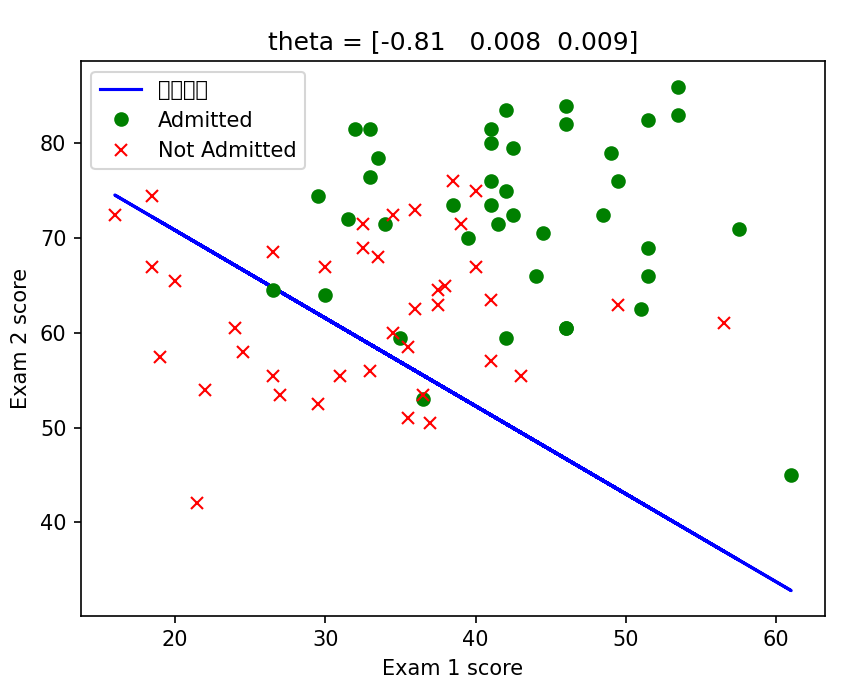 theta = [-0.81 0.008 0.009]
Admitted
Not Admitted
Exam 2 score
80
70
60
50
40
20 30 40 50 60
Exam 1 score